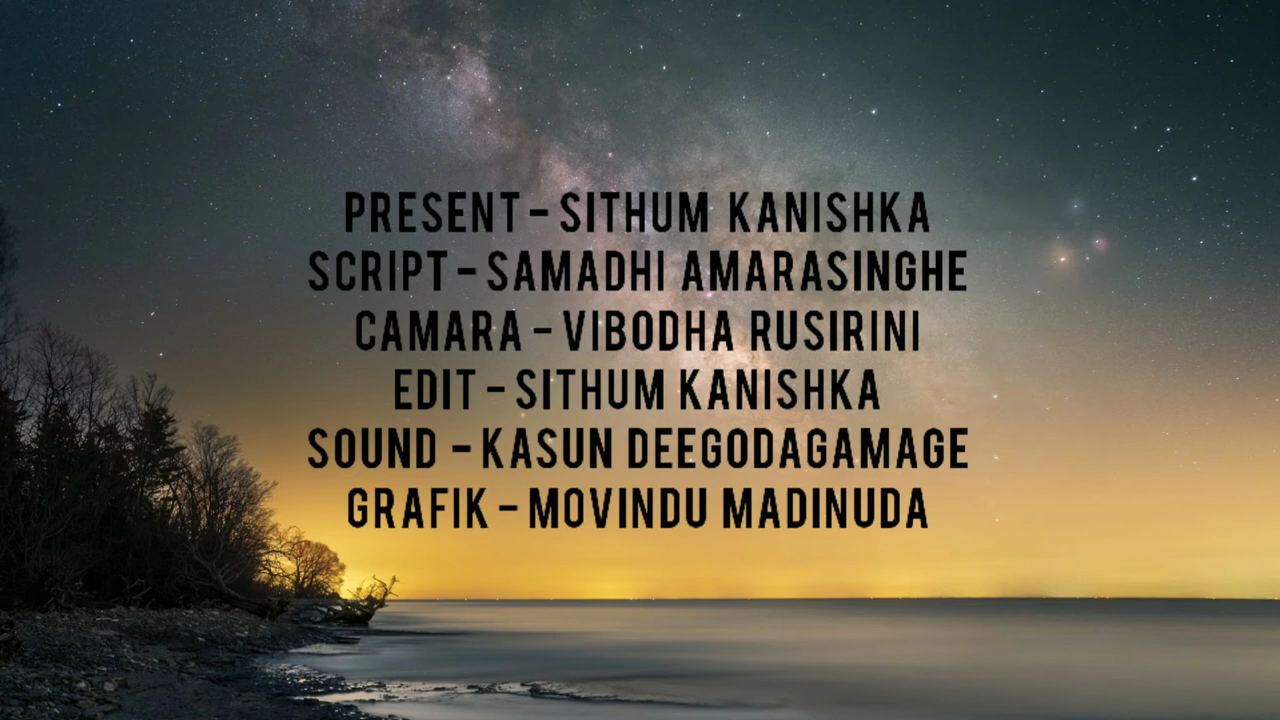 PRESENT - SITHUM KANISHKA
SCRIPT - SAMADHI AMARASINGHE
CAMARA - VIBODHA RUSIRINI
EDIT - SITHUM KANISHKA
SOUND - KASUN DEEGODAGAMAGE
GRAFIK - MOVINDU MADINUDA